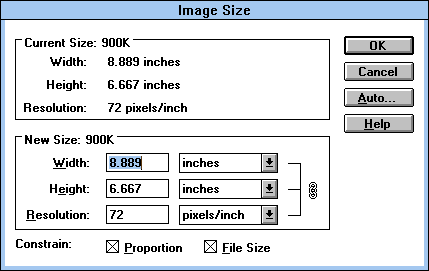 Image Size
Current Size: 900K
Width: 8.889 inches
Height: 6.667 inches
Resolution: 72 pixels/inch
OK
Cancel
Auto...
Help
New Size: 900K
Width: 8.889 inches
Height: 6.667 inches
Resolution: 72 pixels/inch
Constrain: Proportion File Size